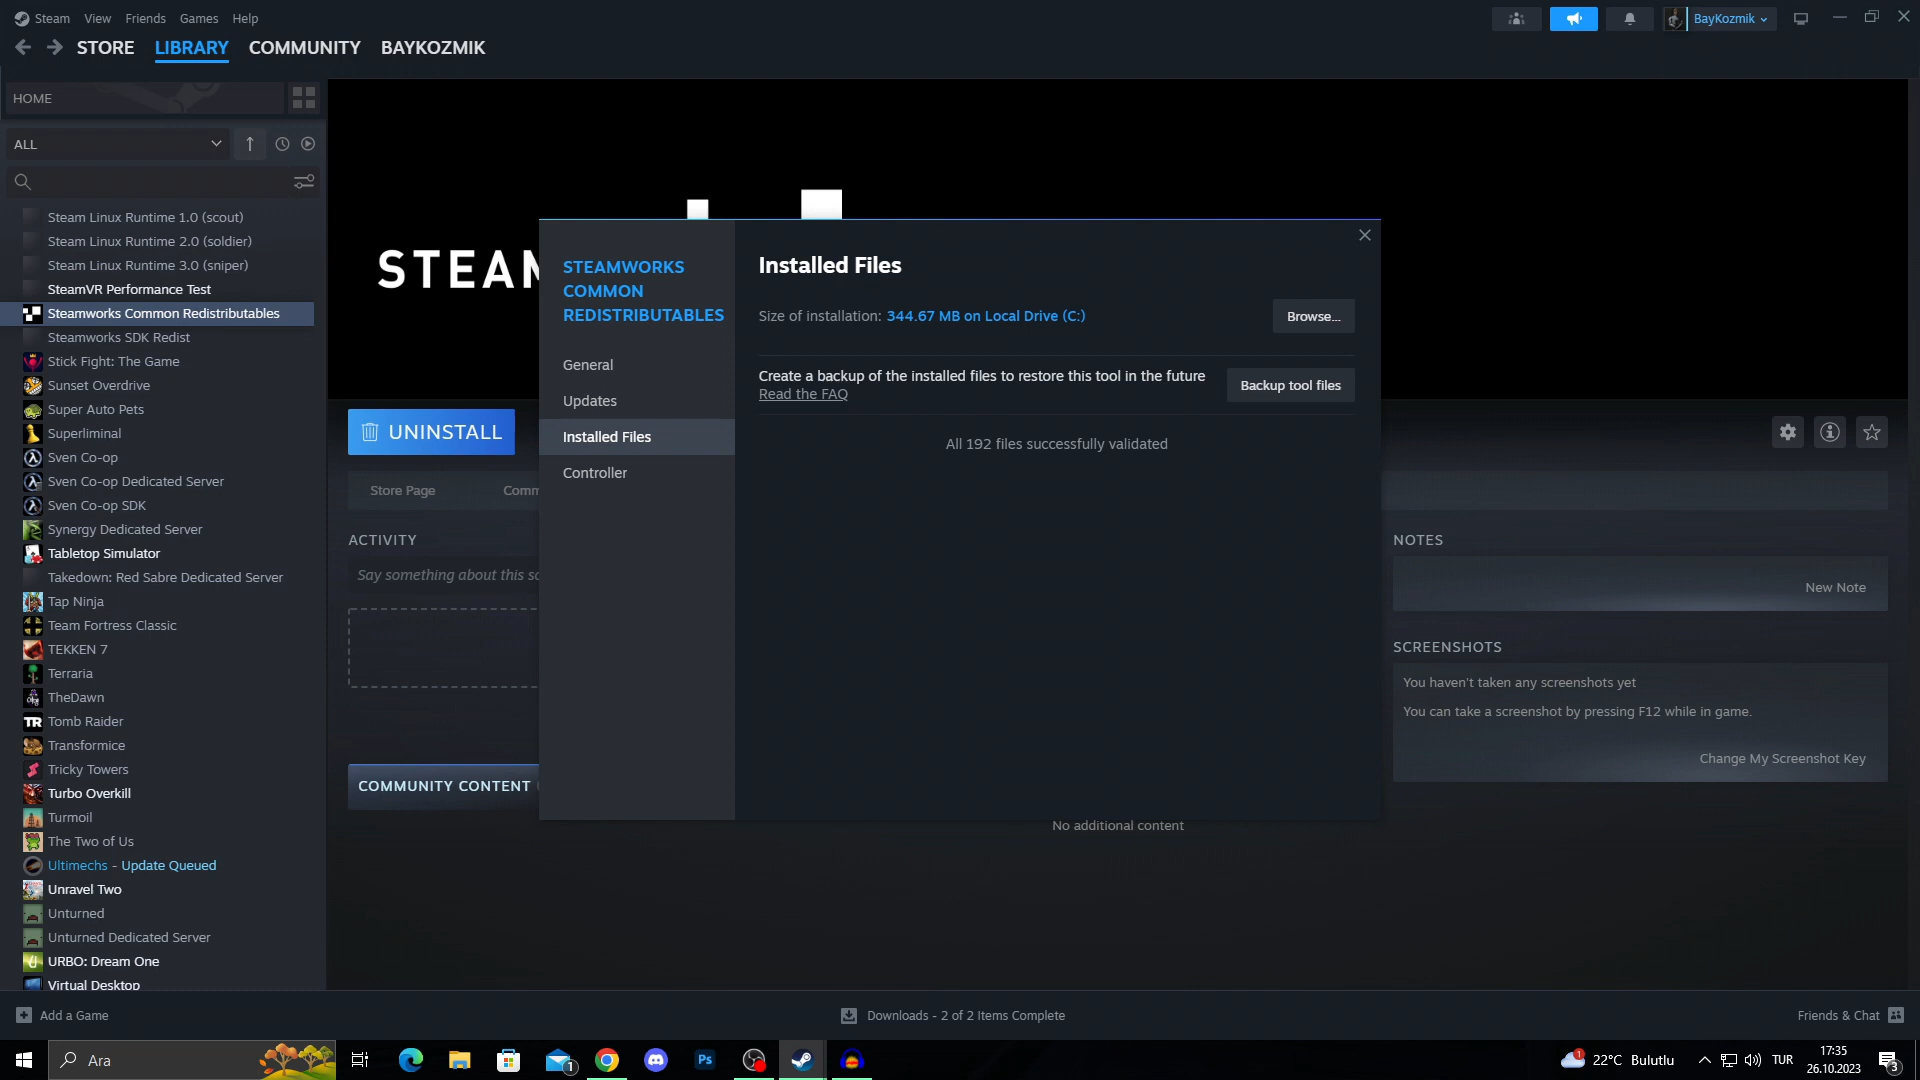 Steam View Friends Games Help
BayKozmik
STORE LIBRARY COMMUNITY BAYKOZMIK
HOME
ALL
Steam Linux Runtime 1.0 (scout)
Steam Linux Runtime 2.0 (soldier)
Steam Linux Runtime 3.0 (sniper)
SteamVR Performance Test
Steamworks Common Redistributables
Steamworks SDK Redist
Stick Fight: The Game
Sunset Overdrive
Super Auto Pets
Superliminal
Sven Co-op
Sven Co-op Dedicated Server
Sven Co-op SDK
Synergy Dedicated Server
Tabletop Simulator
Takedown: Red Sabre Dedicated Server
Tap Ninja
Team Fortress Classic
TEKKEN 7
Terraria
TheDawn
Tomb Raider
Transformice
Tricky Towers
Turbo Overkill
Turmoil
The Two of Us
Ultimechs - Update Queued
Unravel Two
Unturned
Unturned Dedicated Server
URBO: Dream One
Virtual Desktop
STEAM
UNINSTALL
Store Page Comm
ACTIVITY
Say something about this so
COMMUNITY CONTENT
STEAMWORKS
COMMON
REDISTRIBUTABLES
General
Updates
Installed Files
Controller
Installed Files
Size of installation: 344.67 MB on Local Drive (C:)
Browse...
Create a backup of the installed files to restore this tool in the future
Read the FAQ
Backup tool files
All 192 files successfully validated
No additional content
NOTES
New Note
SCREENSHOTS
You haven't taken any screenshots yet
You can take a screenshot by pressing F12 while in game.
Change My Screenshot Key
Add a Game
Downloads - 2 of 2 Items Complete
Friends & Chat
Ara
1
Ps
1
22°C Bulutlu
TUR
17:35
26.10.2023
3